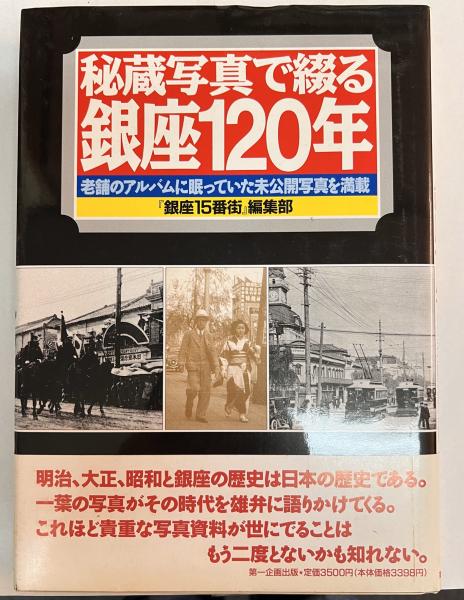 秘蔵写真で綴る
銀座120年
老舗のアルバムに眠っていた未公開写真を満載
『銀座15番街』編集部
明治、大正、昭和と銀座の歴史は日本の歴史である。
一葉の写真がその時代を雄弁に語りかけてくる。
これほど貴重な写真資料が世にでることは
もう二度とないかも知れない。
第一企画出版・定価3500円(本体価格3398円)